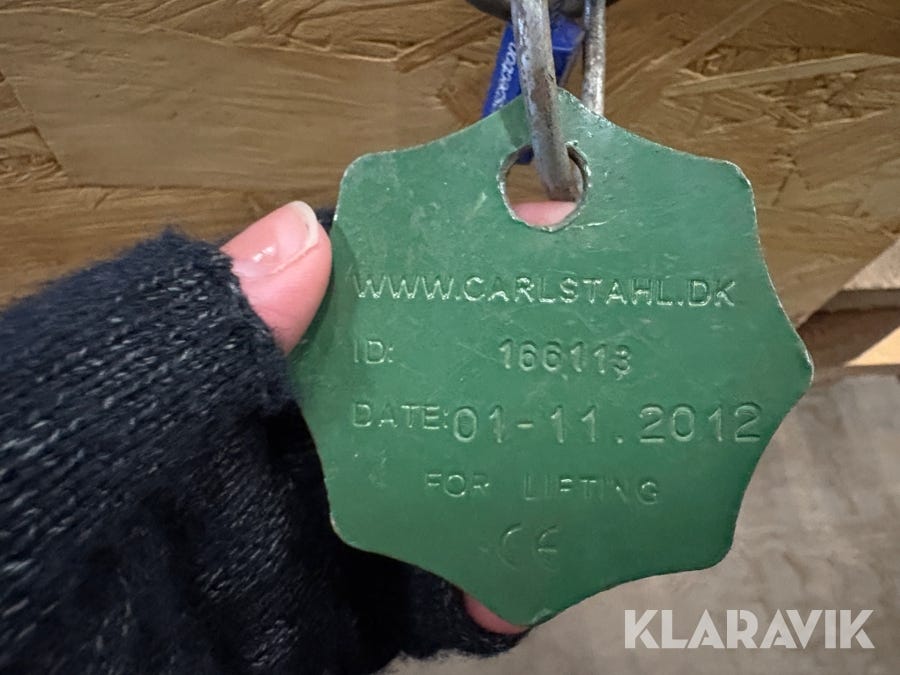 WWW.CARLSTAHL.DK
ID: 166113
DATE: 01-11.2012
FOR LIFTING
CE
KLARAVIK